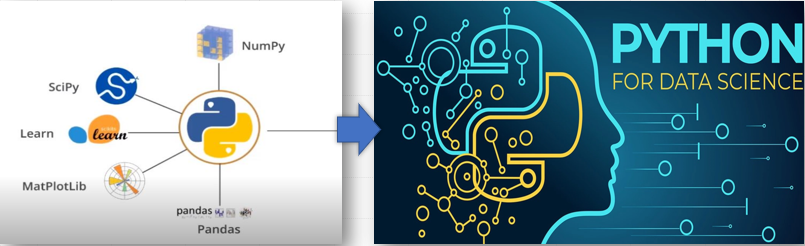 NumPy
SciPy
Learn
learn
MatPlotLib
pandas
Pandas
PYTHON
FOR DATA SCIENCE